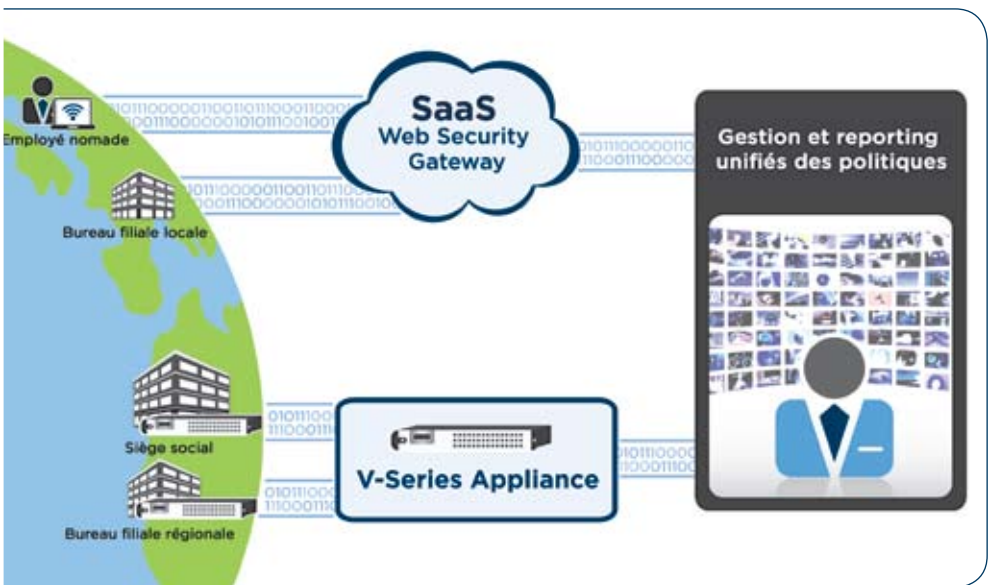 SaaS
Web Security
Gateway
Gestion et reporting
unifiés des politiques
Employé nomade
Bureau filiale locale
Siège social
V-Series Appliance
Bureau filiale régionale